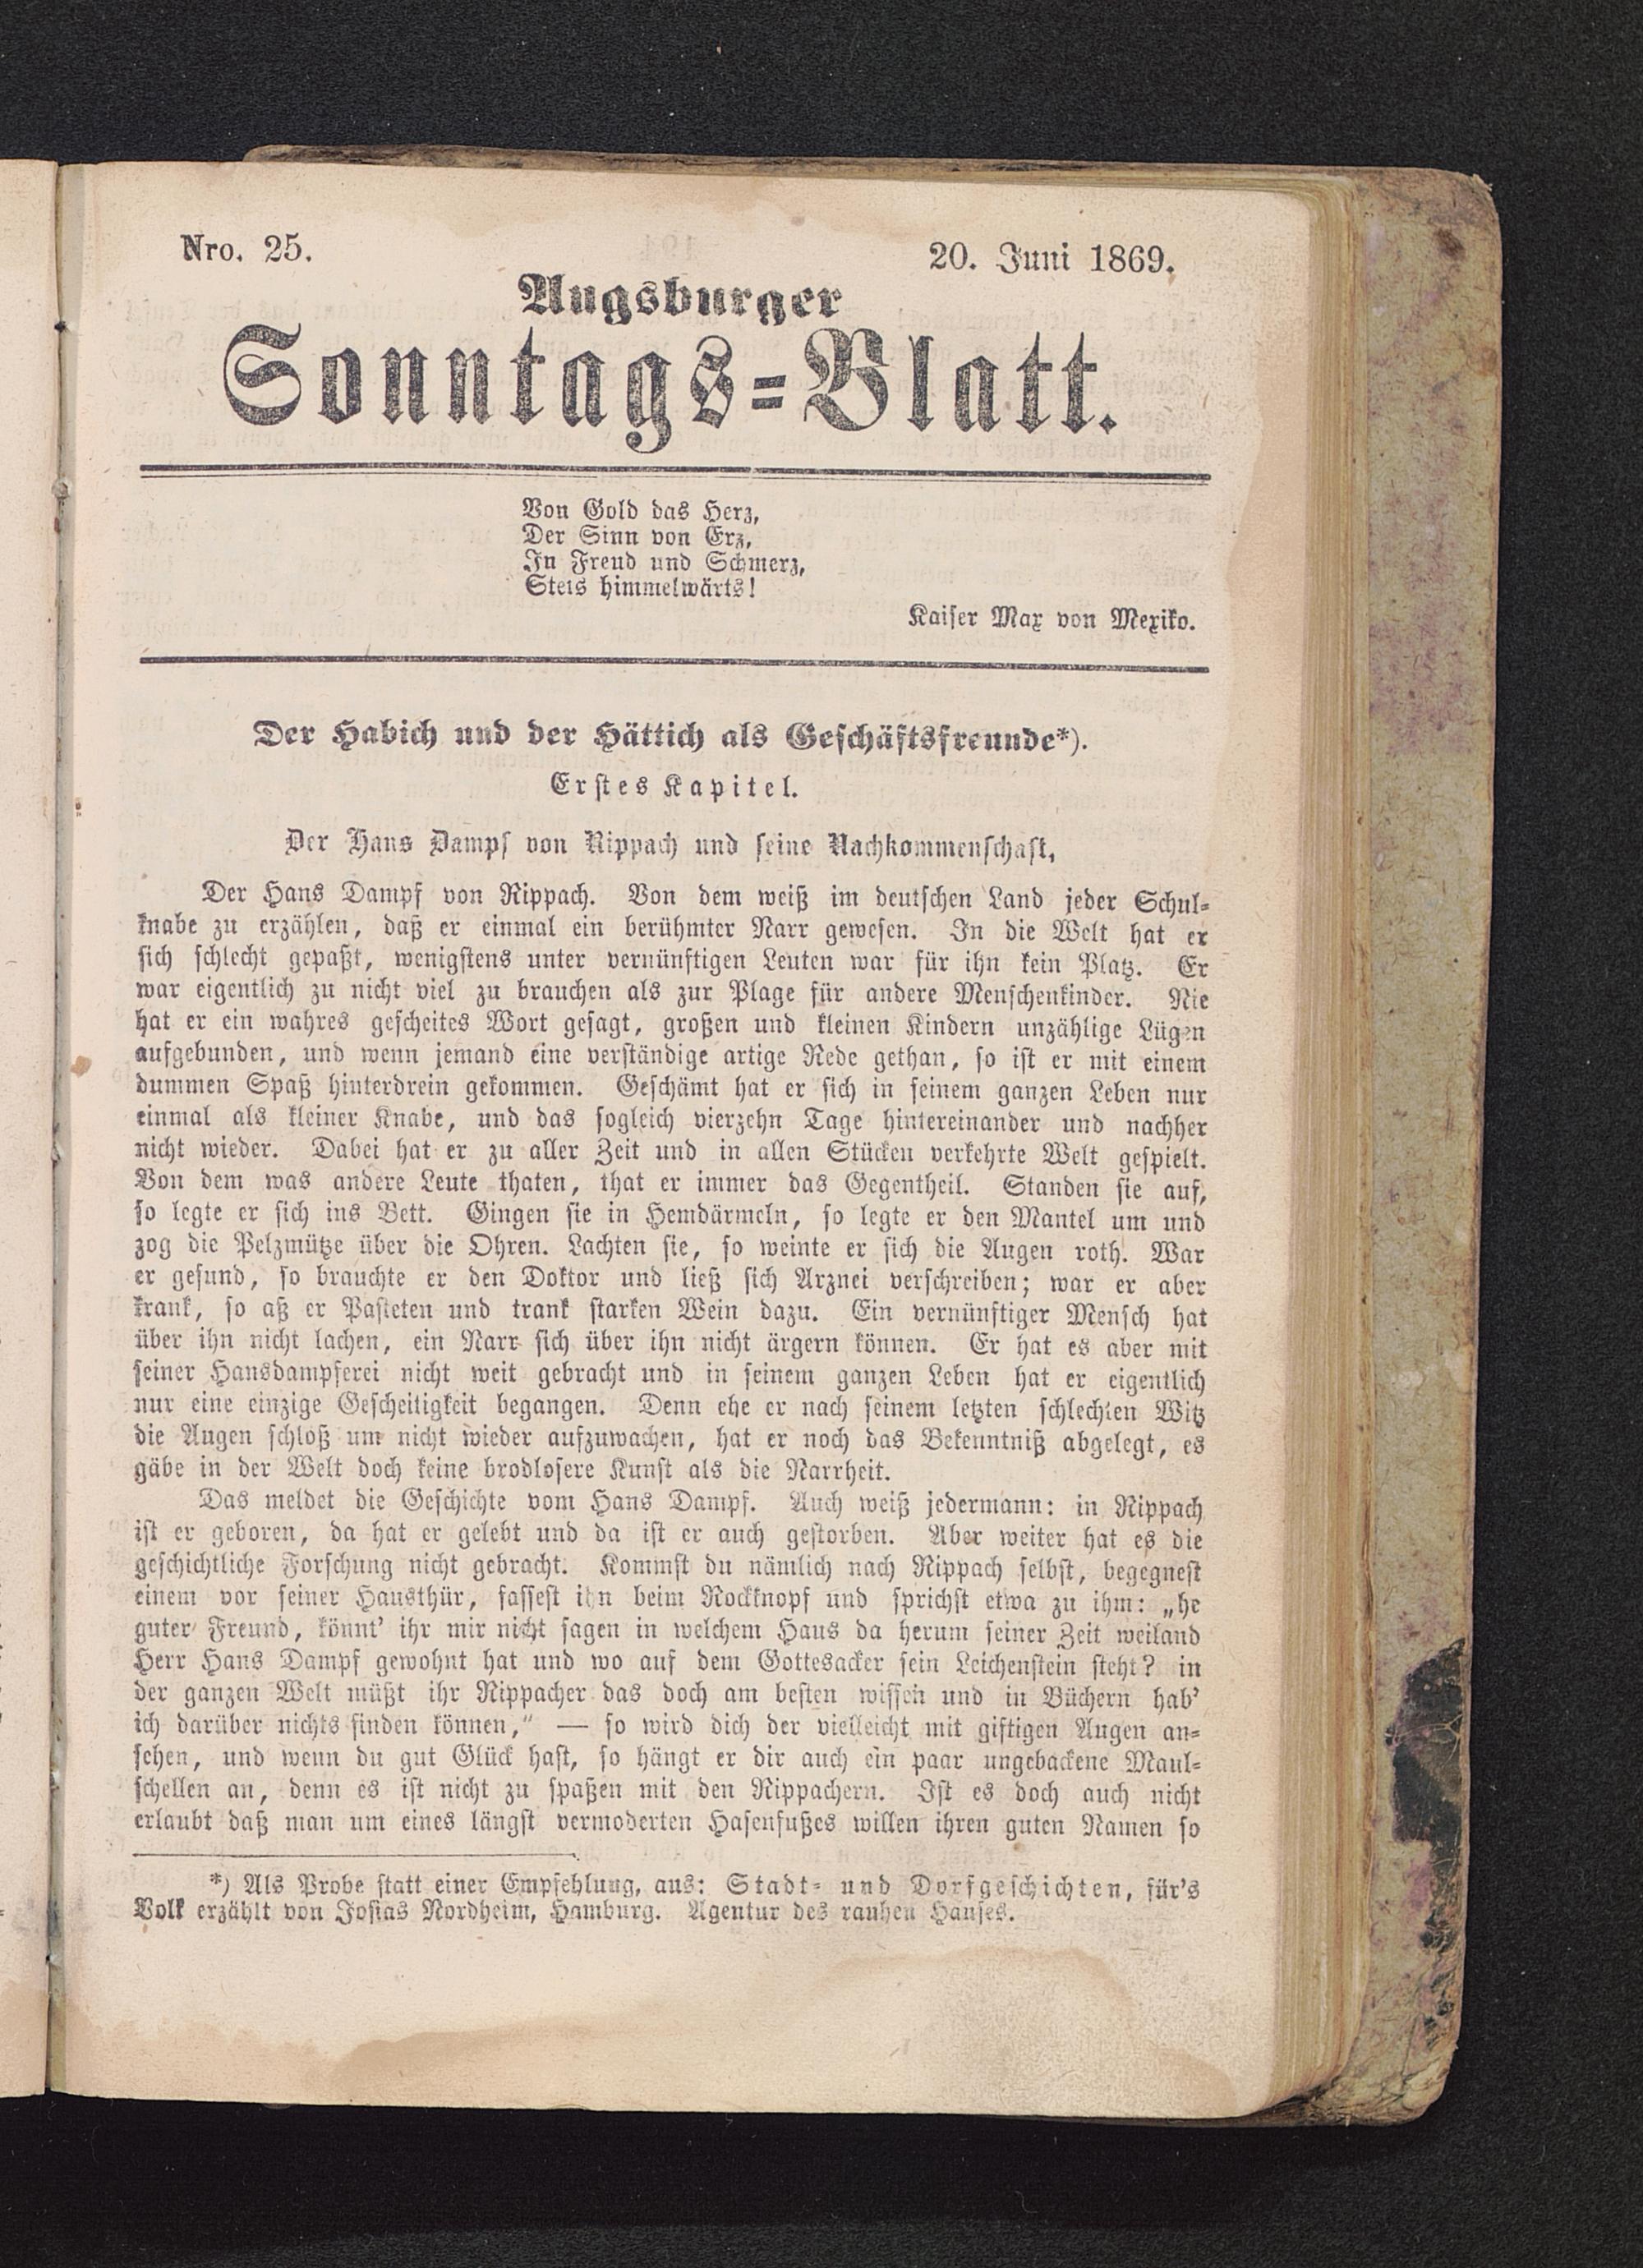 Nro. 25.
20. Juni 1869.
Augsburger
Sonntags-Blatt.
Von Gold das Herz,
Der Sinn von Erz,
In Freud und Schmerz,
Stets himmelwärts!
Kaiser Max von Mexiko.
Der Habich und der Hättich als Geschäftsfreunde*).
Erstes Kapitel.
Der Hans Dampf von Rippach und seine Nachkommenschaft,
Der Hans Dampf von Rippach. Von dem weiß im deutschen Land jeder Schul-
knabe zu erzählen, daß er einmal ein berühmter Narr gewesen. In die Welt hat er
sich schlecht gepaßt, wenigstens unter vernünftigen Leuten war für ihn kein Platz. Er
war eigentlich zu nicht viel zu brauchen als zur Plage für andere Menschenkinder. Nie
hat er ein wahres gescheites Wort gesagt, großen und kleinen Kindern unzählige Lügen
aufgebunden, und wenn jemand eine verständige artige Rede gethan, so ist er mit einem
dummen Spaß hinterdrein gekommen. Geschämt hat er sich in seinem ganzen Leben nur
einmal als kleiner Knabe, und das sogleich vierzehn Tage hintereinander und nachher
nicht wieder. Dabei hat er zu aller Zeit und in allen Stücken verkehrte Welt gespielt.
Von dem was andere Leute thaten, that er immer das Gegentheil. Standen sie auf,
so legte er sich ins Bett. Gingen sie in Hemdärmeln, so legte er den Mantel um und
zog die Pelzmütze über die Ohren. Lachten sie, so weinte er sich die Augen roth. War
er gesund, so brauchte er den Doktor und ließ sich Arznei verschreiben; war er aber
krank, so aß er Pasteten und trank starken Wein dazu. Ein vernünftiger Mensch hat
über ihn nicht lachen, ein Narr sich über ihn nicht ärgern können. Er hat es aber mit
seiner Hansdampferei nicht weit gebracht und in seinem ganzen Leben hat er eigentlich
nur eine einzige Gescheitigkeit begangen. Denn ehe er nach seinem letzten schlechten Witz
die Augen schloß um nicht wieder aufzuwachen, hat er noch das Bekenntniß abgelegt, es
gäbe in der Welt doch keine brodlosere Kunst als die Narrheit.
Das meldet die Geschichte vom Hans Dampf. Auch weiß jedermann: in Rippach
ist er geboren, da hat er gelebt und da ist er auch gestorben. Aber weiter hat es die
geschichtliche Forschung nicht gebracht. Kommst du nämlich nach Rippach selbst, begegnest
einem vor seiner Hausthür, fassest ihn beim Rockknopf und sprichst etwa zu ihm: „he
guter Freund, könnt' ihr mir nicht sagen in welchem Haus da herum seiner Zeit weiland
Herr Hans Dampf gewohnt hat und wo auf dem Gottesacker sein Leichenstein steht? in
der ganzen Welt müßt ihr Rippacher das doch am besten wissen und in Büchern hab'
ich darüber nichts finden können,“ — so wird dich der vielleicht mit giftigen Augen an-
sehen, und wenn du gut Glück hast, so hängt er dir auch ein paar ungebackene Maul-
schellen an, denn es ist nicht zu spaßen mit den Rippachern. Ist es doch auch nicht
erlaubt daß man um eines längst vermoderten Hasenfußes willen ihren guten Namen so
*) Als Probe statt einer Empfehlung, aus: Stadt- und Dorfgeschichten, für's
Volk erzählt von Josias Nordheim, Hamburg. Agentur des rauhen Hauses.